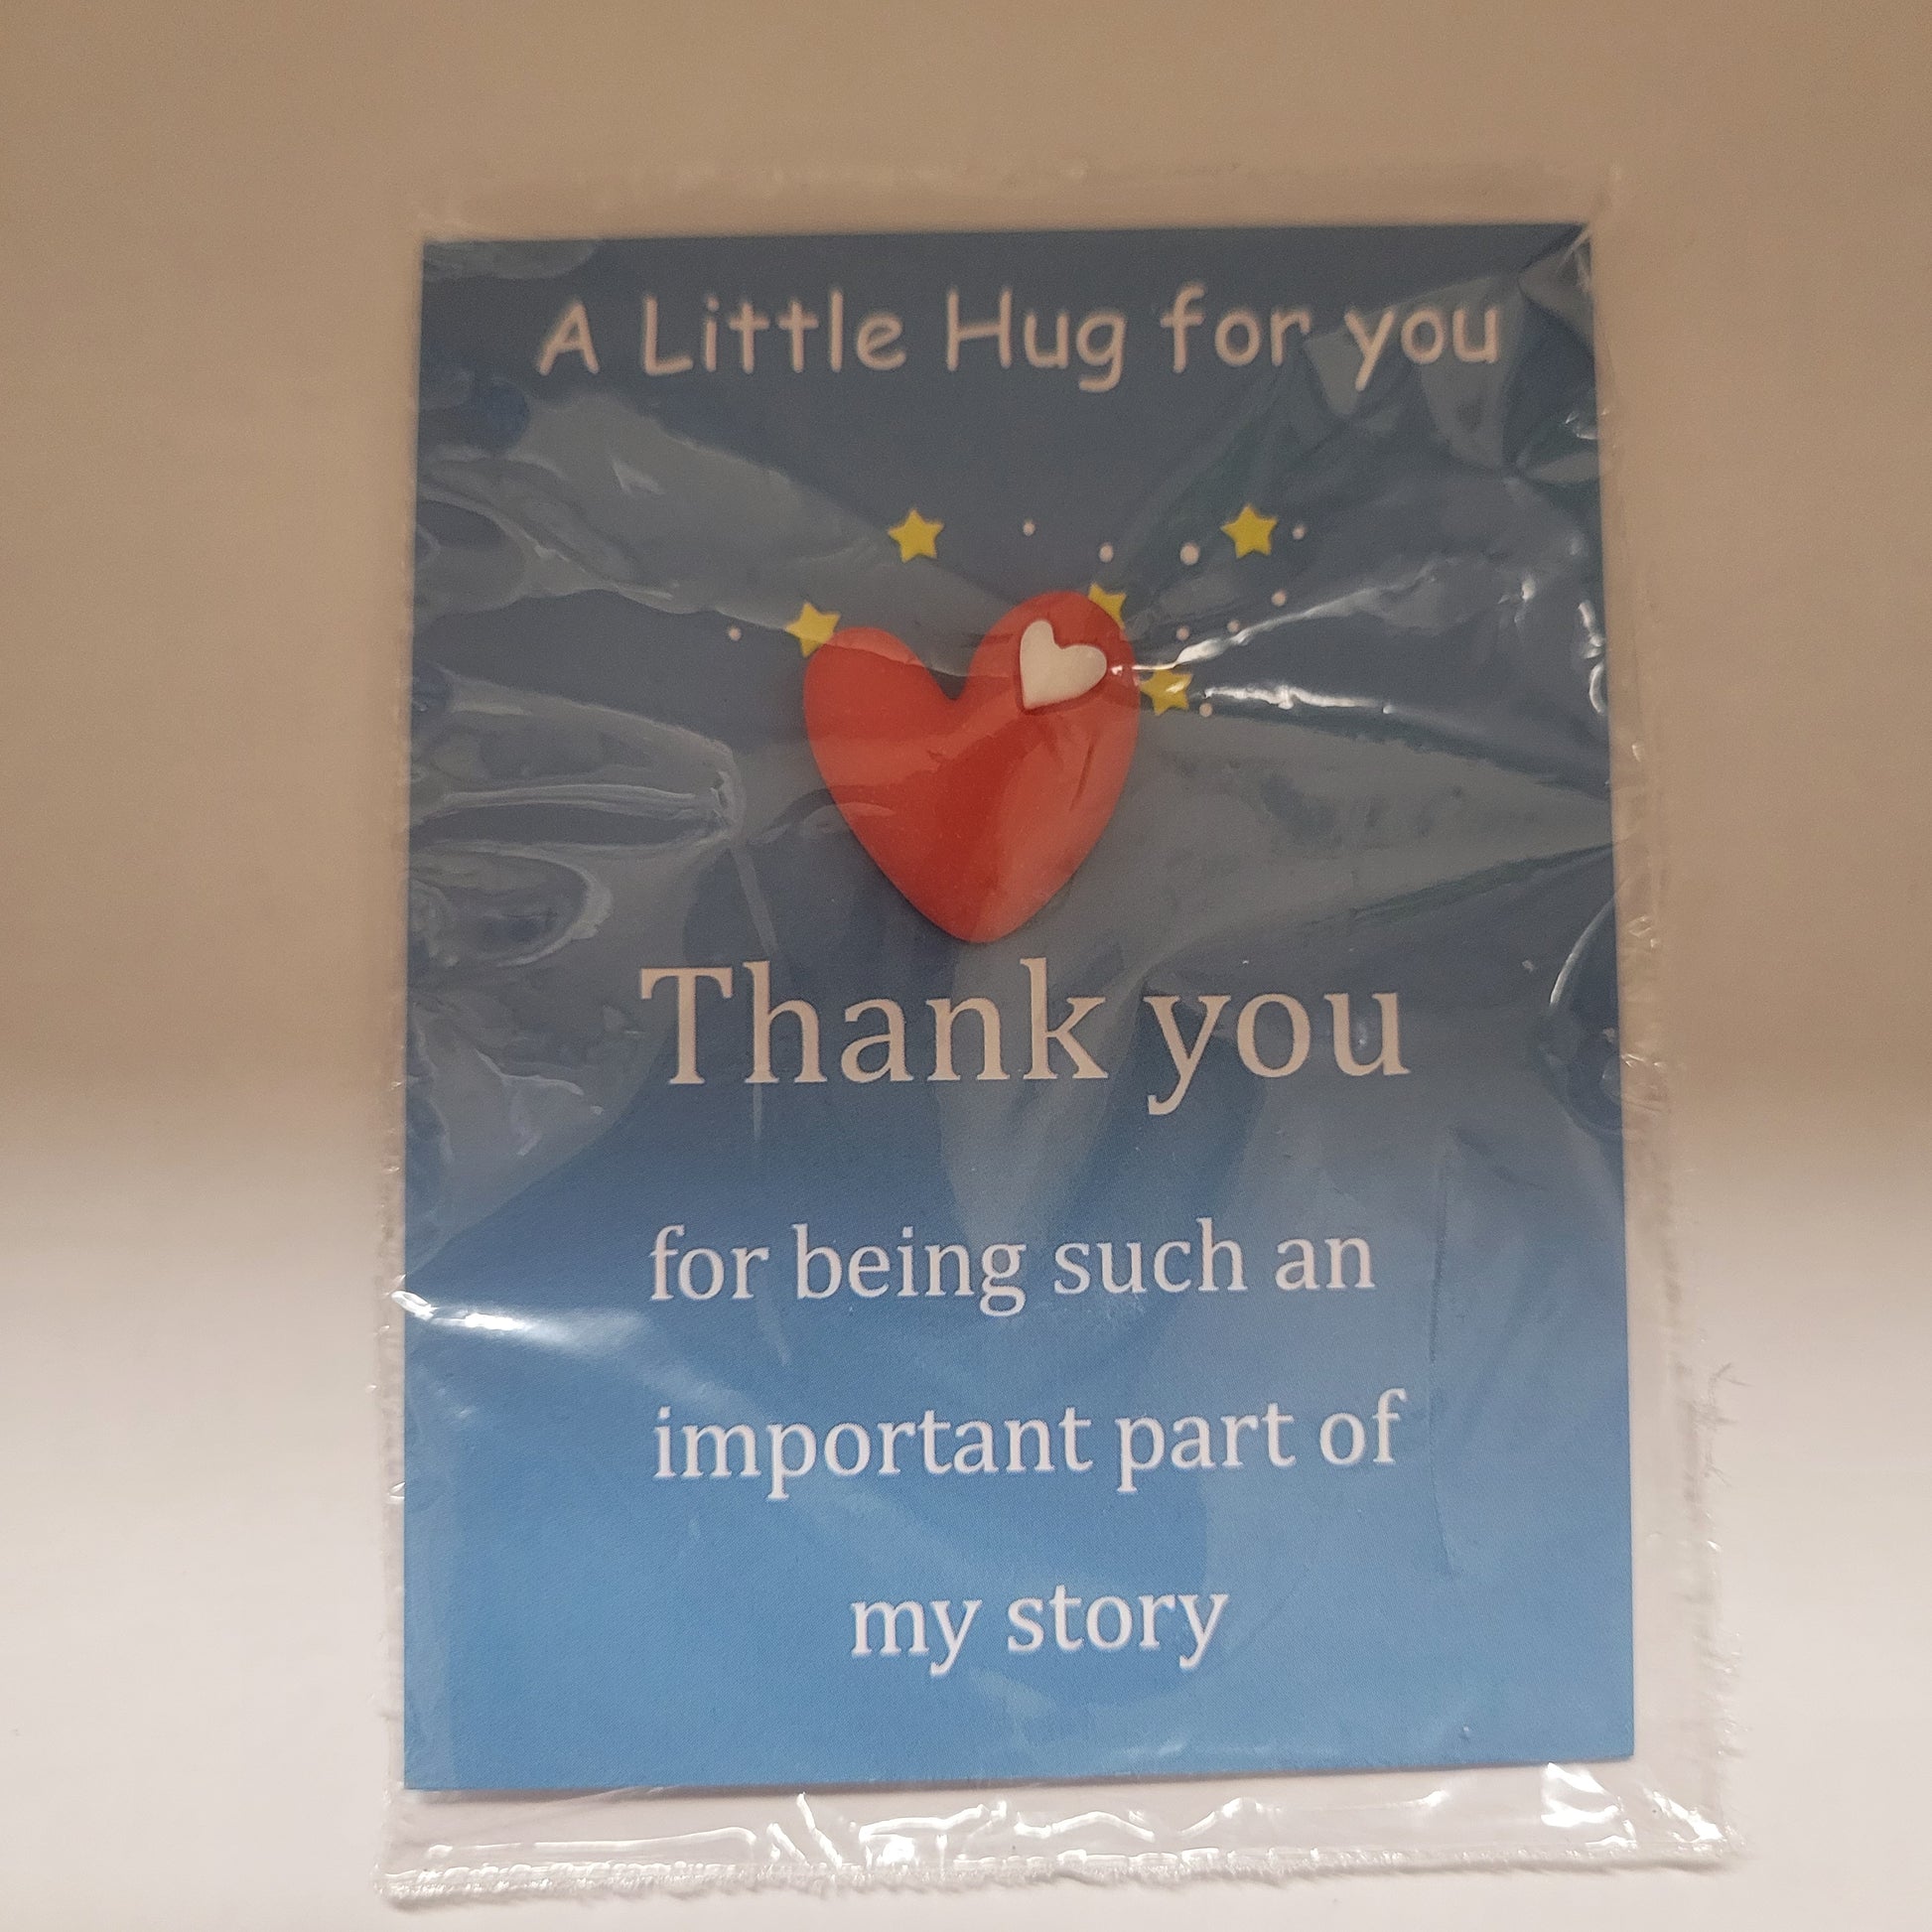 A Little Hug for you
Thank you
for being such an
important part of
my story